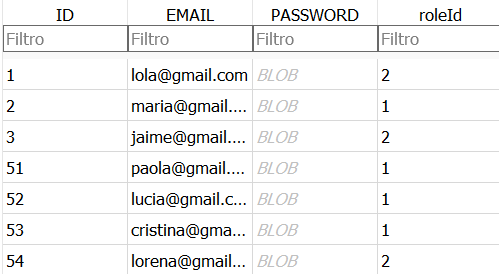 ID EMAIL PASSWORD roleId
Filtro Filtro Filtro Filtro
1 lola@gmail.com BLOB 2
2 maria@gmail.... BLOB 1
3 jaime@gmail.... BLOB 2
51 paola@gmail.... BLOB 1
52 lucia@gmail.c... BLOB 1
53 cristina@gma... BLOB 1
54 lorena@gmail... BLOB 2